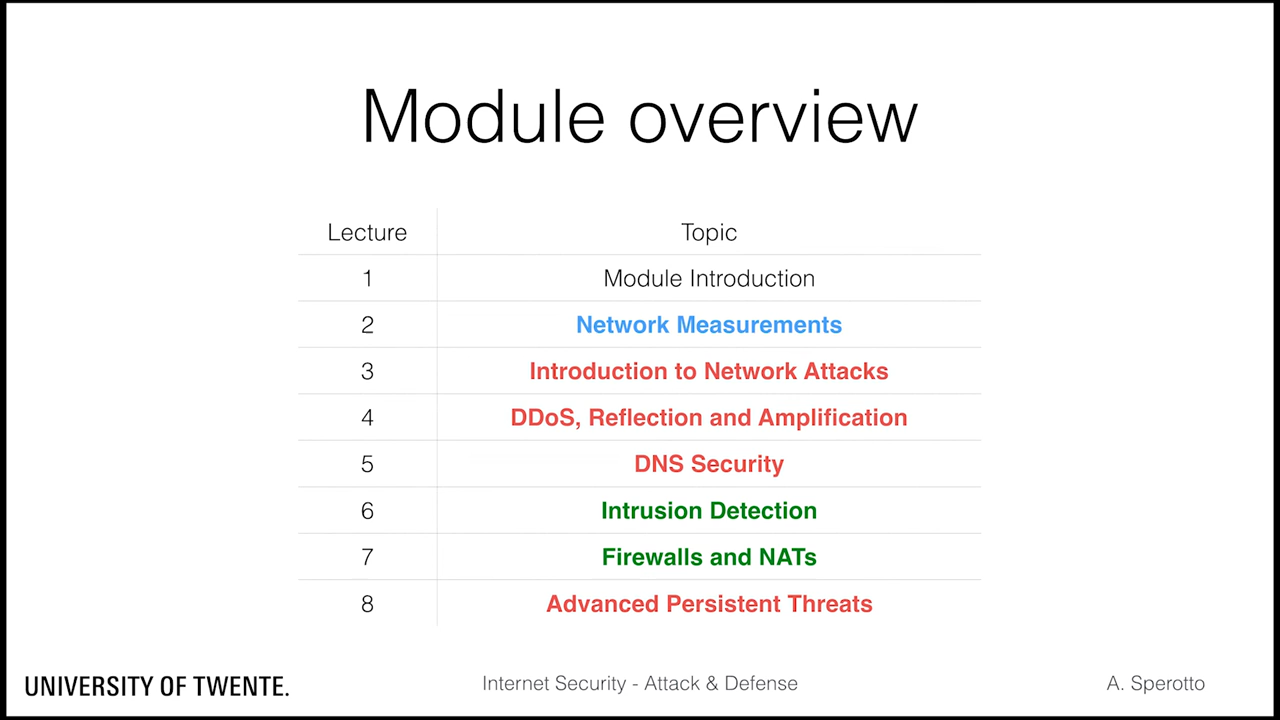 Module overview
Lecture Topic
1 Module Introduction
2 Network Measurements
3 Introduction to Network Attacks
4 DDoS, Reflection and Amplification
5 DNS Security
6 Intrusion Detection
7 Firewalls and NATs
8 Advanced Persistent Threats
UNIVERSITY OF TWENTE. Internet Security - Attack & Defense A. Sperotto